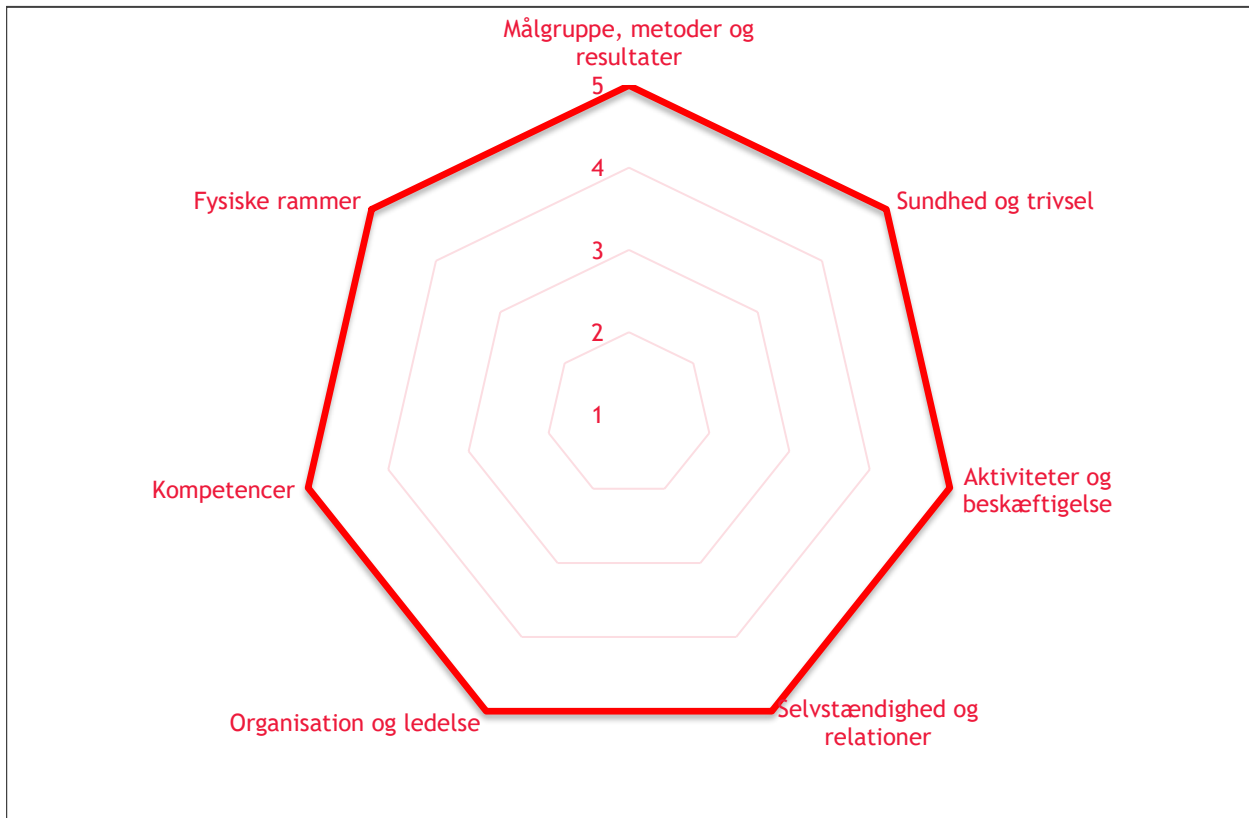 Målgruppe, metoder og
resultater
5
4
3
2
1
Sundhed og trivsel
Aktiviteter og
beskæftigelse
Selvstændighed og
relationer
Organisation og ledelse
Kompetencer
Fysiske rammer